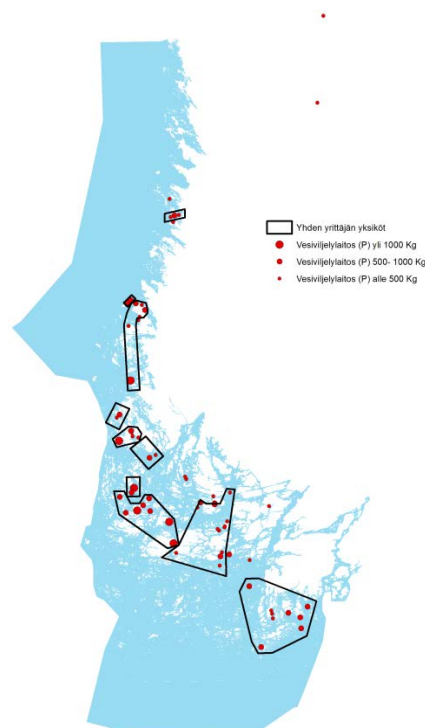 Yhden yrittäjän yksiköt
Vesiviljelylaitos (P) yli 1000 Kg
Vesiviljelylaitos (P) 500- 1000 Kg
Vesiviljelylaitos (P) alle 500 Kg